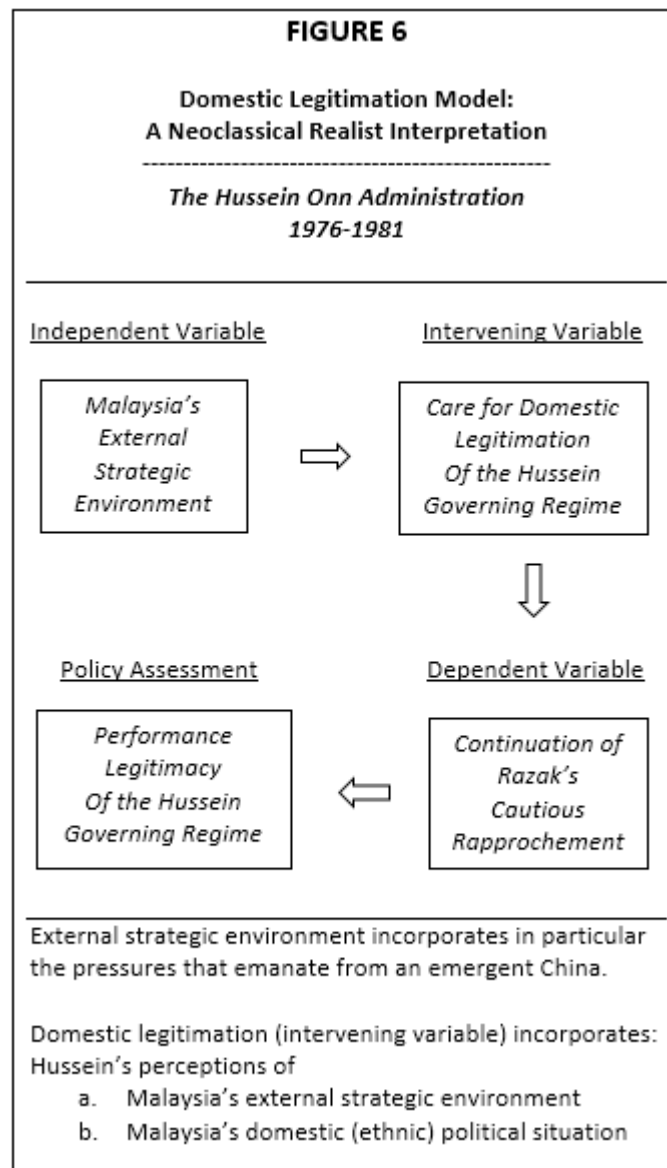 FIGURE 6
Domestic Legitimation Model:
A Neoclassical Realist Interpretation
--------------------------------------------------
The Hussein Onn Administration
1976-1981
Independent Variable
Malaysia's
External
Strategic
Environment
Intervening Variable
Care for Domestic
Legitimation
Of the Hussein
Governing Regime
Dependent Variable
Continuation of
Razak's
Cautious
Rapprochement
Policy Assessment
Performance
Legitimacy
Of the Hussein
Governing Regime
External strategic environment incorporates in particular
the pressures that emanate from an emergent China.
Domestic legitimation (intervening variable) incorporates:
Hussein's perceptions of
a. Malaysia's external strategic environment
b. Malaysia's domestic (ethnic) political situation